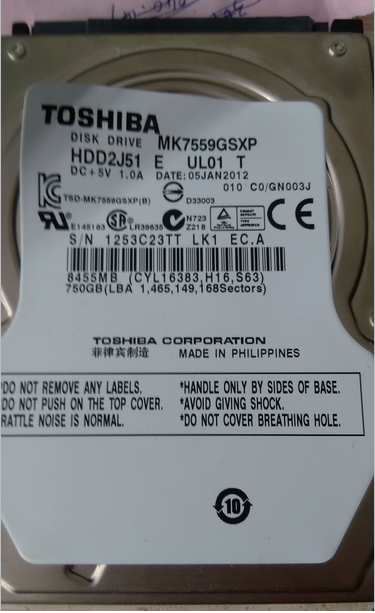 TOSHIBA
DISK DRIVE MK7559GSXP
HDD2J51 E UL01 T
DC+5V 1.0A DATE:05JAN2012
010 C0/GN003J
TSD-MK7559GSXP(B) D33003
E145163 LR39635 N723
Z218
S/N 1253C23TT LK1 EC.A
8455MB (CYL16383,H16,S63)
750GB(LBA 1,465,149,168Sectors)
TOSHIBA CORPORATION
菲律宾制造 MADE IN PHILIPPINES
*DO NOT REMOVE ANY LABELS. *HANDLE ONLY BY SIDES OF BASE.
DO NOT PUSH ON THE TOP COVER. *AVOID GIVING SHOCK.
RATTLE NOISE IS NORMAL. *DO NOT COVER BREATHING HOLE.
10